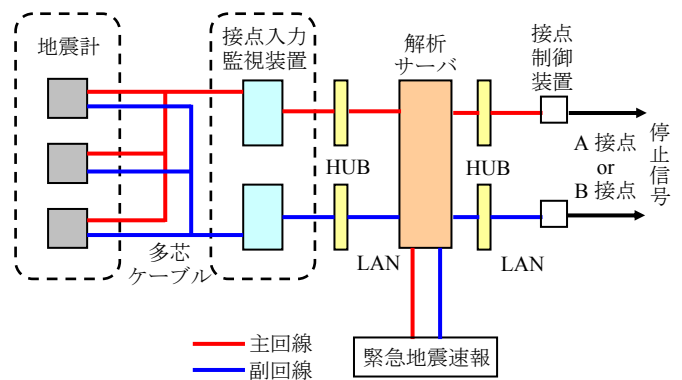 地震計
接点入力
監視装置
解析
サーバ
接点
制御
装置
HUB
HUB
A 接点
or
B 接点
停止信号
多芯
ケーブル
LAN
LAN
主回線
副回線
緊急地震速報